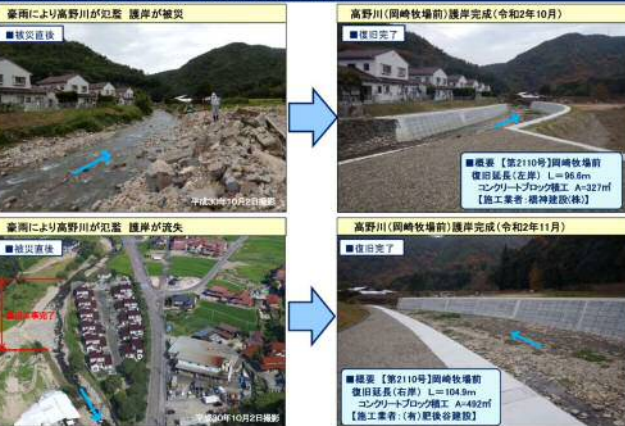 豪雨により高野川が氾濫 護岸が被災
■被災直後
平成30年10月2日撮影
高野川(岡崎牧場前)護岸完成(令和2年10月)
■復旧完了
■概要 【第2110号】岡崎牧場前
復旧延長(左岸) L=96.6m
コンクリートブロック積工 A=327㎡
【施工業者:横神建設(株)】
豪雨により高野川が氾濫 護岸が流失
■被災直後
完了
平成30年10月2日撮影
高野川(岡崎牧場前)護岸完成(令和2年11月)
■復旧完了
■概要 【第2110号】岡崎牧場前
復旧延長(右岸) L=104.9m
コンクリートブロック積工 A=492㎡
【施工業者:(有)肥後谷建設】